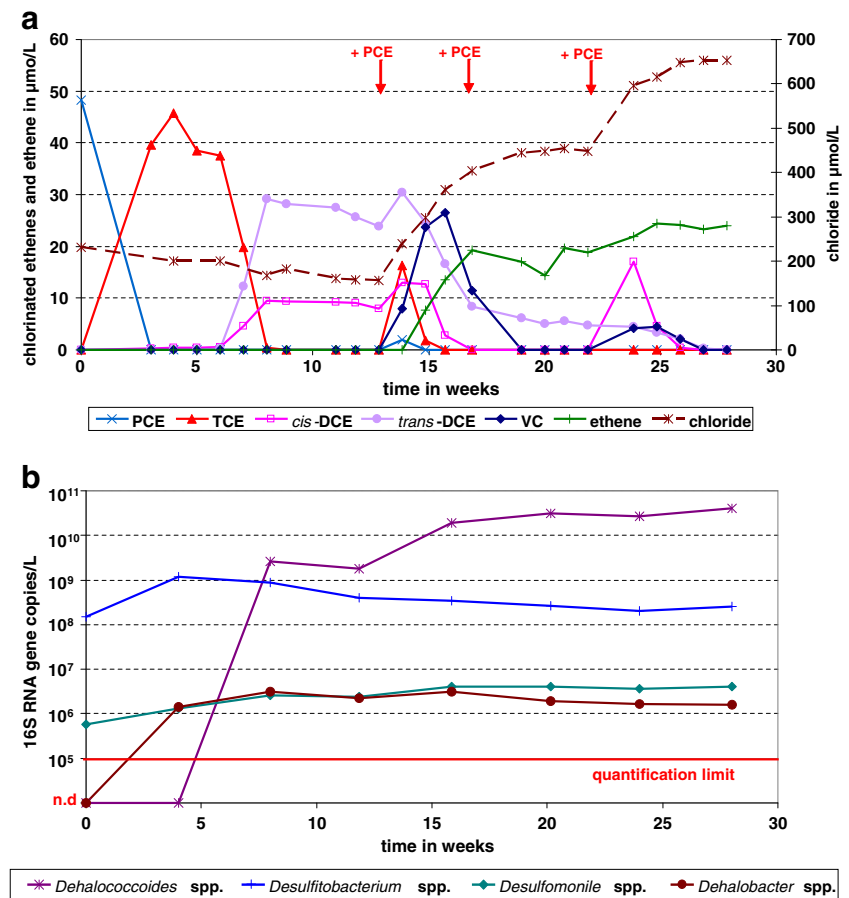 a
+ PCE + PCE + PCE
chlorinated ethenes and ethene in µmo/L
60
50
40
30
20
10
0
700
600
500
400
300
200
100
0
chloride in µmol/L
0 5 10 15 20 25 30
time in weeks
PCE TCE cis-DCE trans-DCE VC ethene chloride
b
16S RNA gene copies/L
10¹¹
10¹⁰
10⁹
10⁸
10⁷
10⁶
10⁵
n.d
quantification limit
0 5 10 15 20 25 30
time in weeks
Dehalococcoides spp. Desulfitobacterium spp. Desulfomonile spp. Dehalobacter spp.